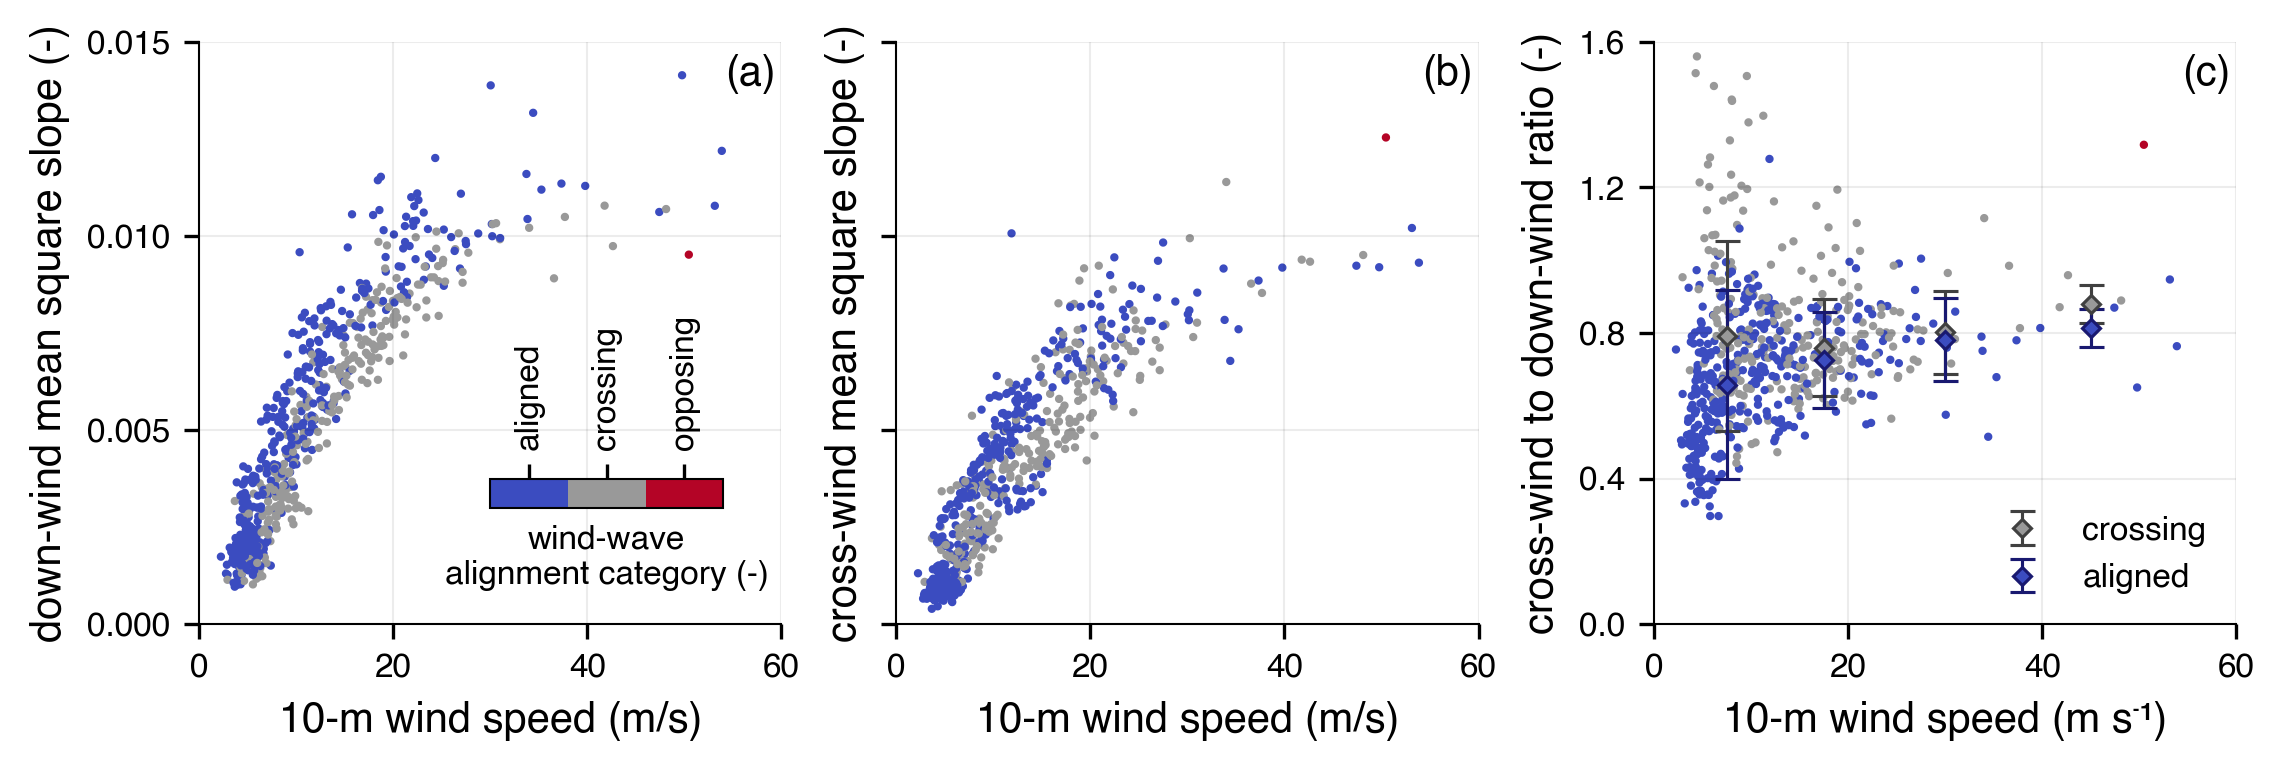 down-wind mean square slope (-)
0.015
0.010
0.005
0.000
0
20
40
60
10-m wind speed (m/s)
(a)
aligned
crossing
opposing
wind-wave
alignment category (-)
cross-wind mean square slope (-)
0
20
40
60
10-m wind speed (m/s)
(b)
cross-wind to down-wind ratio (-)
1.6
1.2
0.8
0.4
0.0
0
20
40
60
10-m wind speed (m s⁻¹)
(c)
crossing
aligned